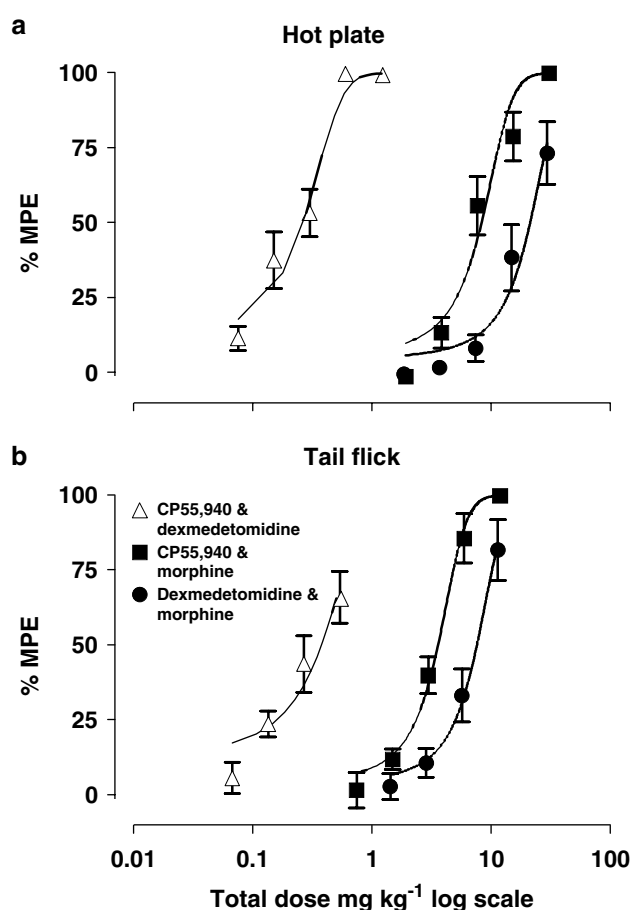 a
Hot plate
100
75
50
25
0
% MPE
b
Tail flick
100
75
50
25
0
% MPE
CP55,940 &
dexmedetomidine
CP55,940 &
morphine
Dexmedetomidine &
morphine
0.01 0.1 1 10 100
Total dose mg kg⁻¹ log scale